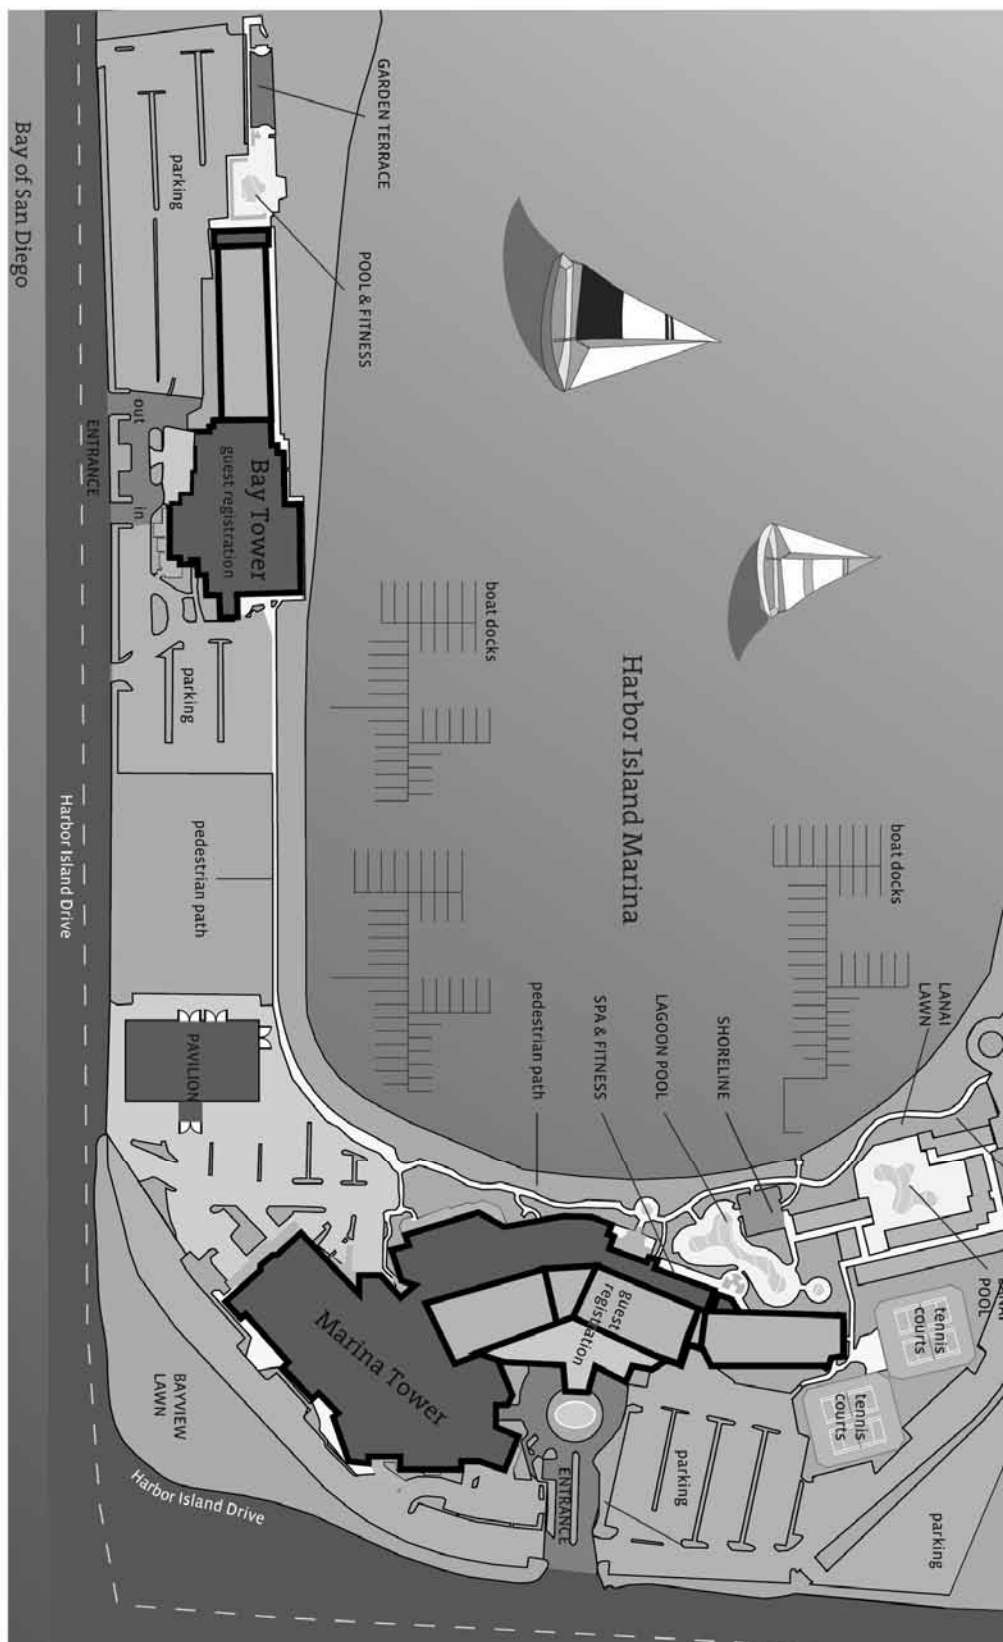 LANAI
LAWN
POOL
boat docks
SHORELINE
tennis
courts
tennis
courts
parking
Harbor Island Marina
LAGOON POOL
SPA & FITNESS
pedestrian path
boat docks
guest
registration
parking
ENTRANCE
GARDEN TERRACE
POOL & FITNESS
Bay Tower
guest registration
Marina Tower
parking
parking
pedestrian path
PAVILION
BAYVIEW
LAWN
out
in
ENTRANCE
Harbor Island Drive
Harbor Island Drive
Bay of San Diego